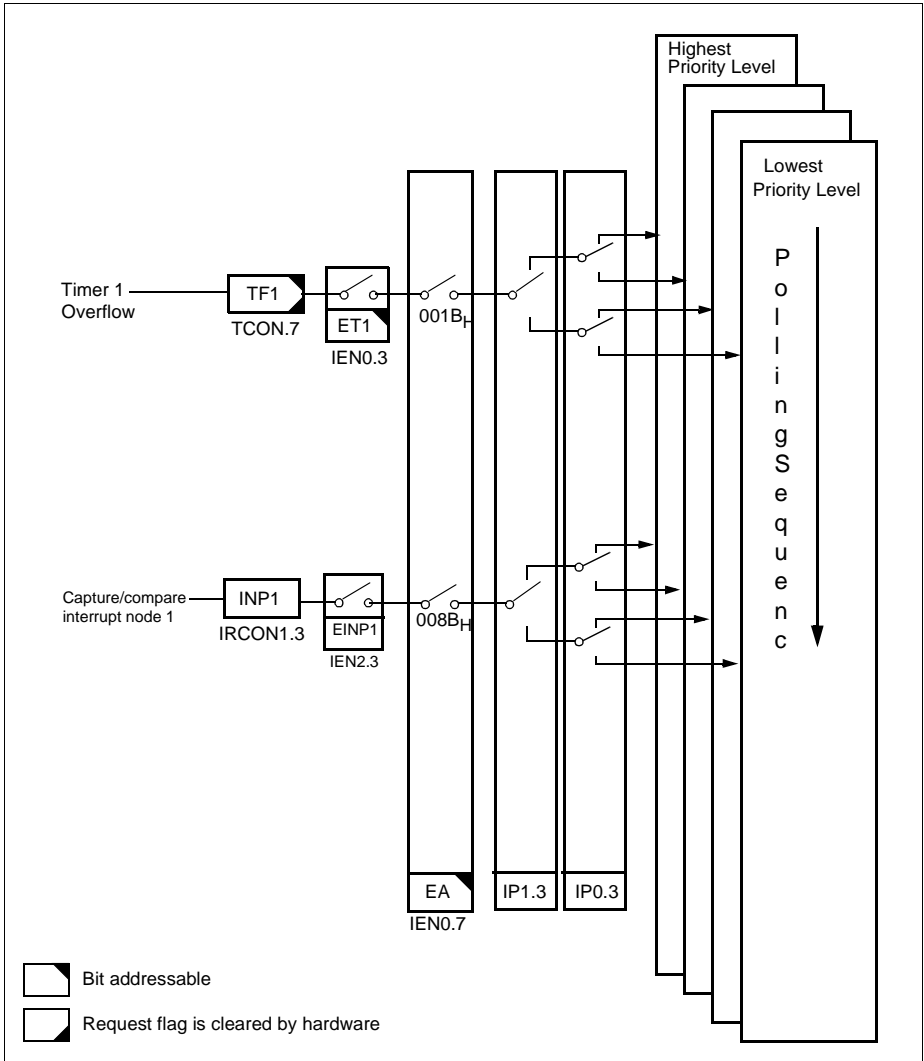 Highest
Priority Level
Lowest
Priority Level
P
o
l
l
i
n
g
S
e
q
u
e
n
c
Timer 1
Overflow
TF1
TCON.7
ET1
IEN0.3
001BH
Capture/compare
interrupt node 1
INP1
IRCON1.3
EINP1
IEN2.3
008BH
EA
IEN0.7
IP1.3
IP0.3
Bit addressable
Request flag is cleared by hardware